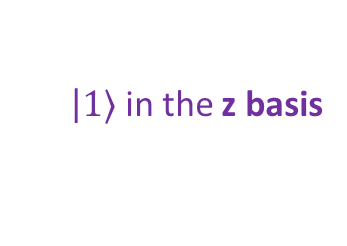 |1⟩ in the z basis